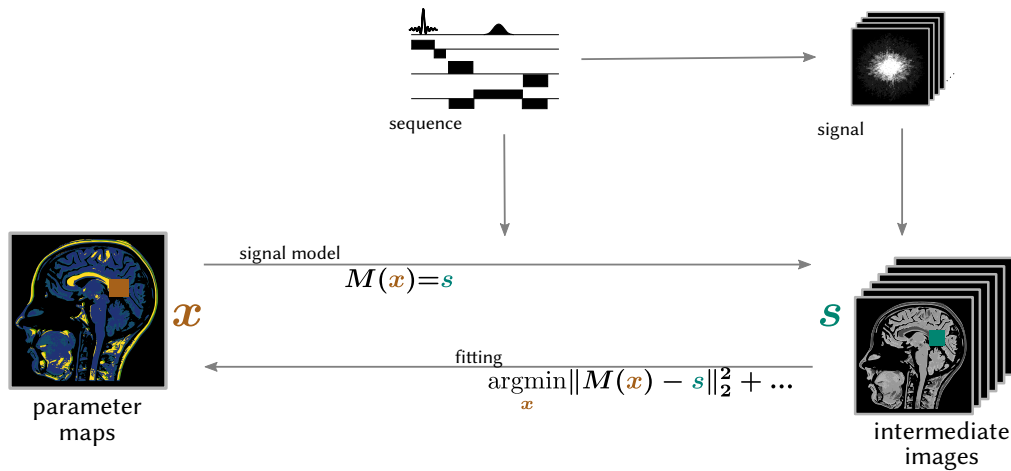 sequence
signal
signal model
M(x)=s
x
s
fitting
argmin‖M(x) − s‖²₂ + ...
x
parameter
maps
intermediate
images